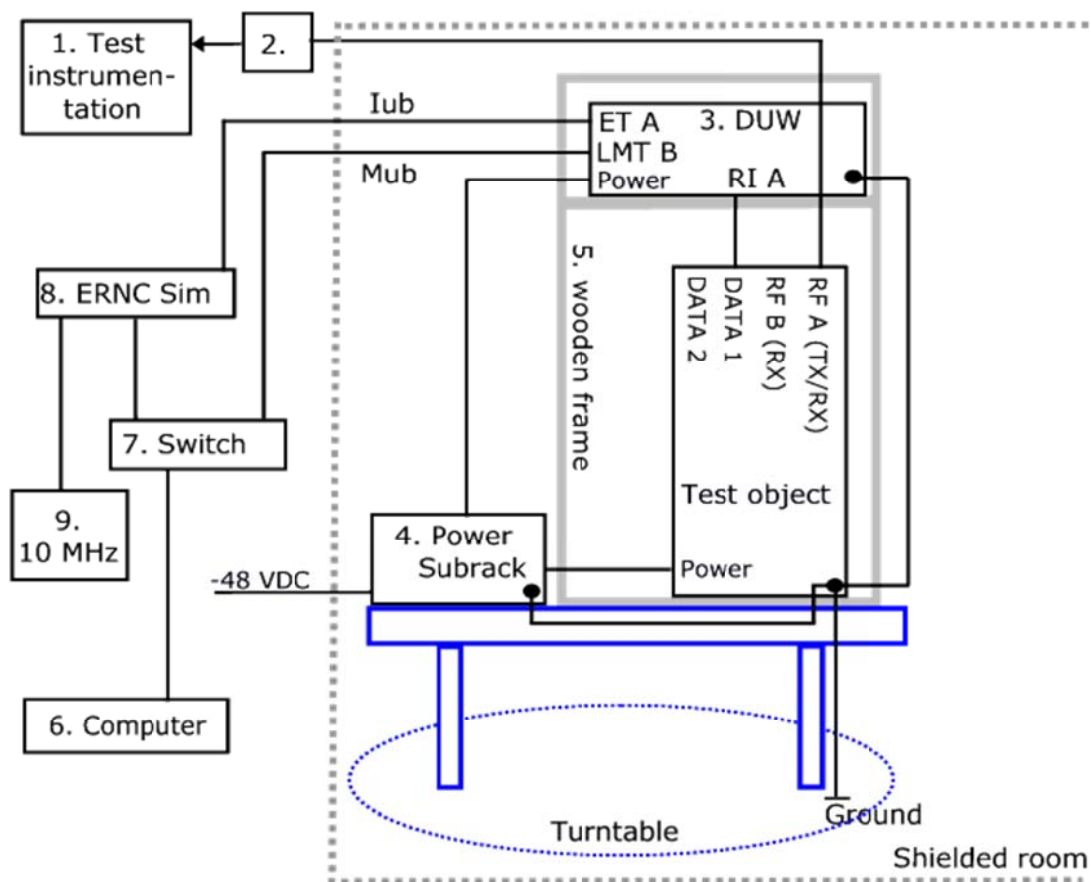 1. Test
instrumen-
tation
2.
Iub
Mub
ET A
3. DUW
LMT B
Power
RI A
8. ERNC Sim
7. Switch
9.
10 MHz
6. Computer
5. wooden frame
DATA 2
DATA 1
RF B (RX)
RF A (TX/RX)
Test object
Power
4. Power
Subrack
-48 VDC
Turntable
Ground
Shielded room